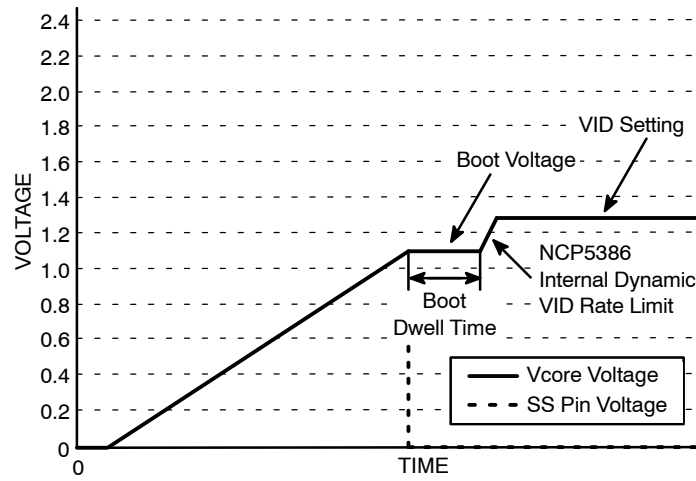 2.4
2.2
2.0
1.8
1.6
1.4
1.2
1.0
0.8
0.6
0.4
0.2
0
VOLTAGE
VID Setting
Boot Voltage
NCP5386
Internal Dynamic
VID Rate Limit
Boot
Dwell Time
Vcore Voltage
SS Pin Voltage
0
TIME